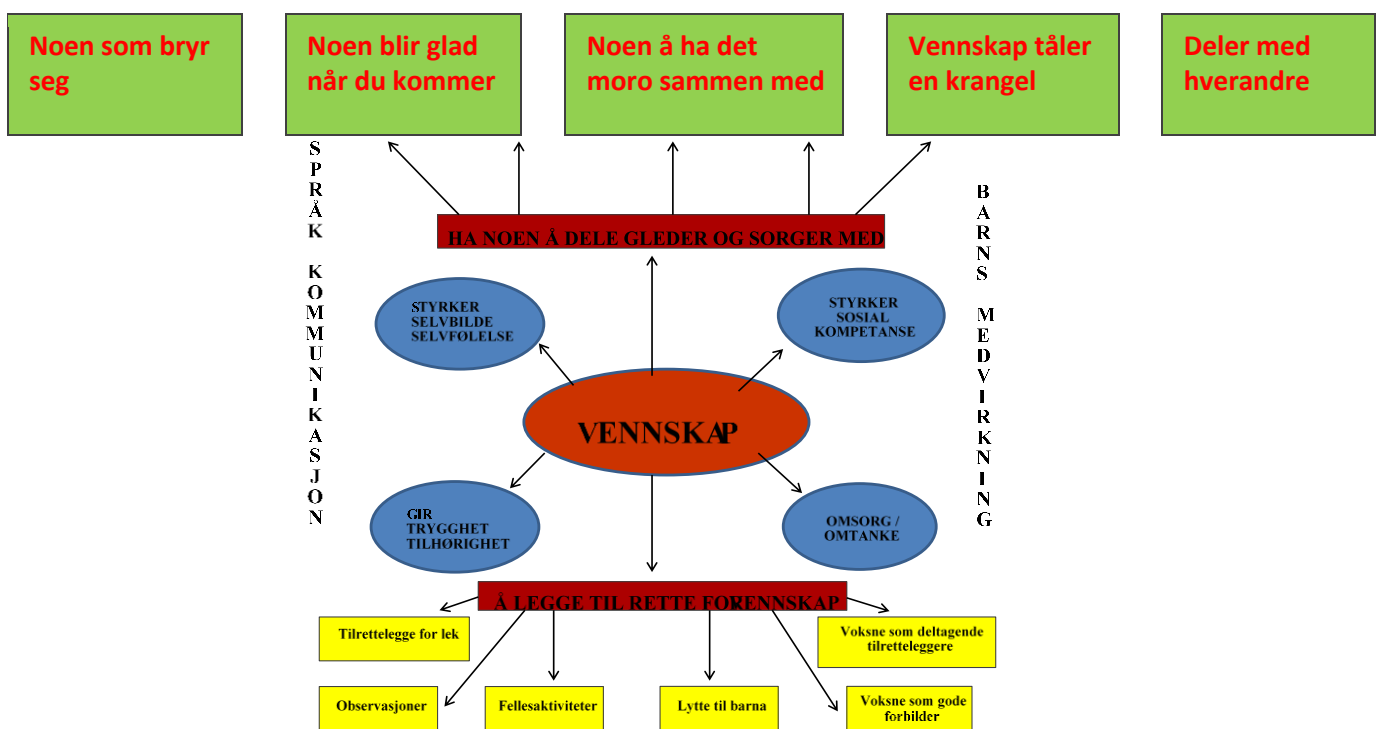 Noen som bryr
seg
Noen blir glad
når du kommer
Noen å ha det
moro sammen med
Vennskap tåler
en krangel
Deler med
hverandre
SPRÅK KOMMUNIKASJON
BARNS MEDVIRKNING
HA NOEN Å DELE GLEDER OG SORGER MED
STYRKER
SELVBILDE
SELVFØLELSE
STYRKER
SOSIAL
KOMPETANSE
VENNSKAP
GIR
TRYGGHET
TILHØRIGHET
OMSORG /
OMTANKE
Å LEGGE TIL RETTE FOR VENNSKAP
Tilrettelegge for lek
Voksne som deltagende
tilretteleggere
Observasjoner
Fellesaktiviteter
Lytte til barna
Voksne som gode
forbilder